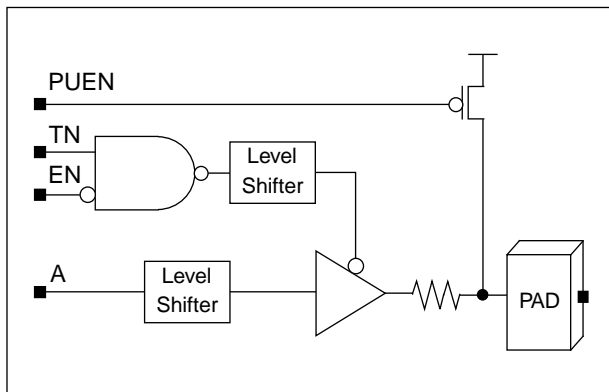 PUEN
TN
EN
Level
Shifter
A
Level
Shifter
PAD